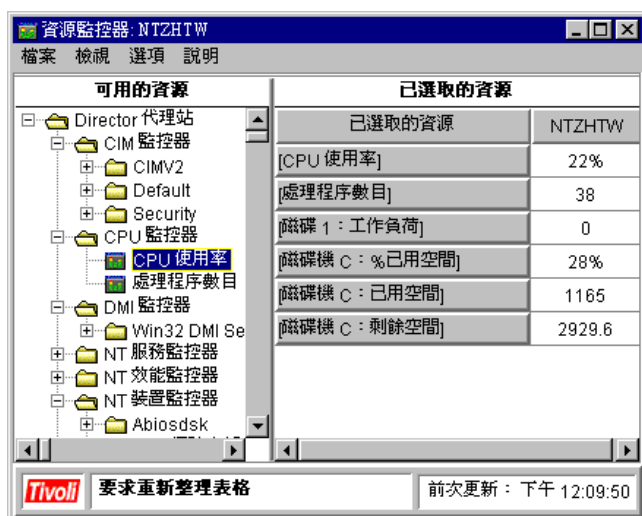 資源監控器: NTZHTW
檔案 檢視 選項 說明
可用的資源
Director 代理站
CIM 監控器
CIMV2
Default
Security
CPU 監控器
CPU 使用率
處理程序數目
DMI 監控器
Win32 DMI Se
NT 服務監控器
NT 效能監控器
NT 裝置監控器
Abiosdsk
已選取的資源
已選取的資源 NTZHTW
[CPU 使用率] 22%
[處理程序數目] 38
[磁碟 1：工作負荷] 0
[磁碟機 C：%已用空間] 28%
[磁碟機 C：已用空間] 1165
[磁碟機 C：剩餘空間] 2929.6
Tivoli 要求重新整理表格 前次更新： 下午 12:09:50